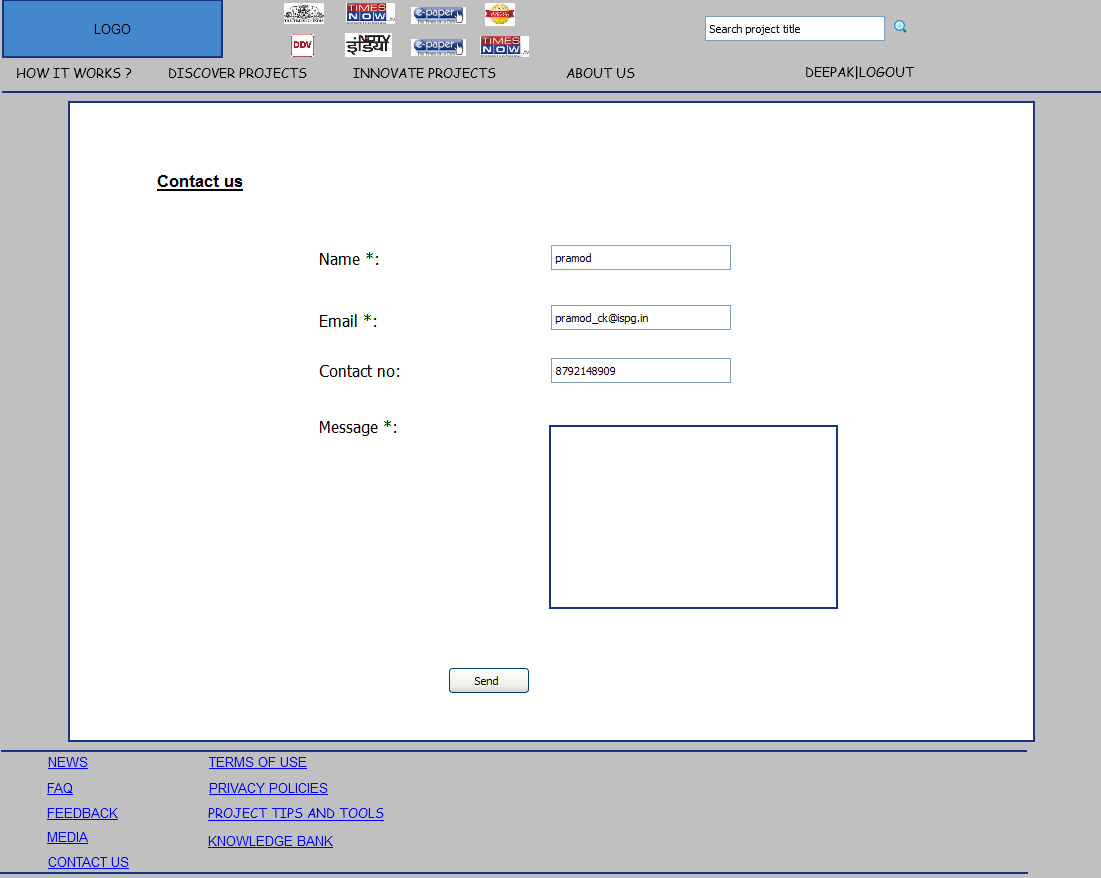 LOGO
TIMES
NOW
e-paper
DDV
NDTV
इंडिया
e-paper
TIMES
NOW
Search project title
HOW IT WORKS ?
DISCOVER PROJECTS
INNOVATE PROJECTS
ABOUT US
DEEPAK|LOGOUT
Contact us
Name *:
pramod
Email *:
pramod_ck@ispg.in
Contact no:
8792148909
Message *:
Send
NEWS
TERMS OF USE
FAQ
PRIVACY POLICIES
FEEDBACK
PROJECT TIPS AND TOOLS
MEDIA
KNOWLEDGE BANK
CONTACT US